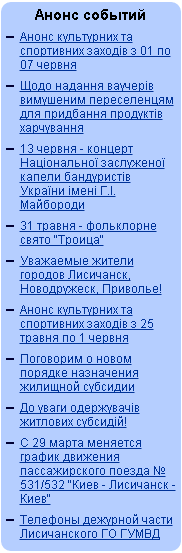 Анонс событий
– Анонс культурних та
спортивних заходів з 01 по
07 червня
– Щодо надання ваучерів
вимушеним переселенцям
для придбання продуктів
харчування
– 13 червня - концерт
Національної заслуженої
капели бандуристів
України імені Г.І.
Майбороди
– 31 травня - фольклорне
свято "Троица"
– Уважаемые жители
городов Лисичанск,
Новодружеск, Приволье!
– Анонс культурних та
спортивних заходів з 25
травня по 1 червня
– Поговорим о новом
порядке назначения
жилищной субсидии
– До уваги одержувачів
житлових субсидій!
– С 29 марта меняется
график движения
пассажирского поезда №
531/532 "Киев - Лисичанск -
Киев"
– Телефоны дежурной части
Лисичанского ГО ГУМВД